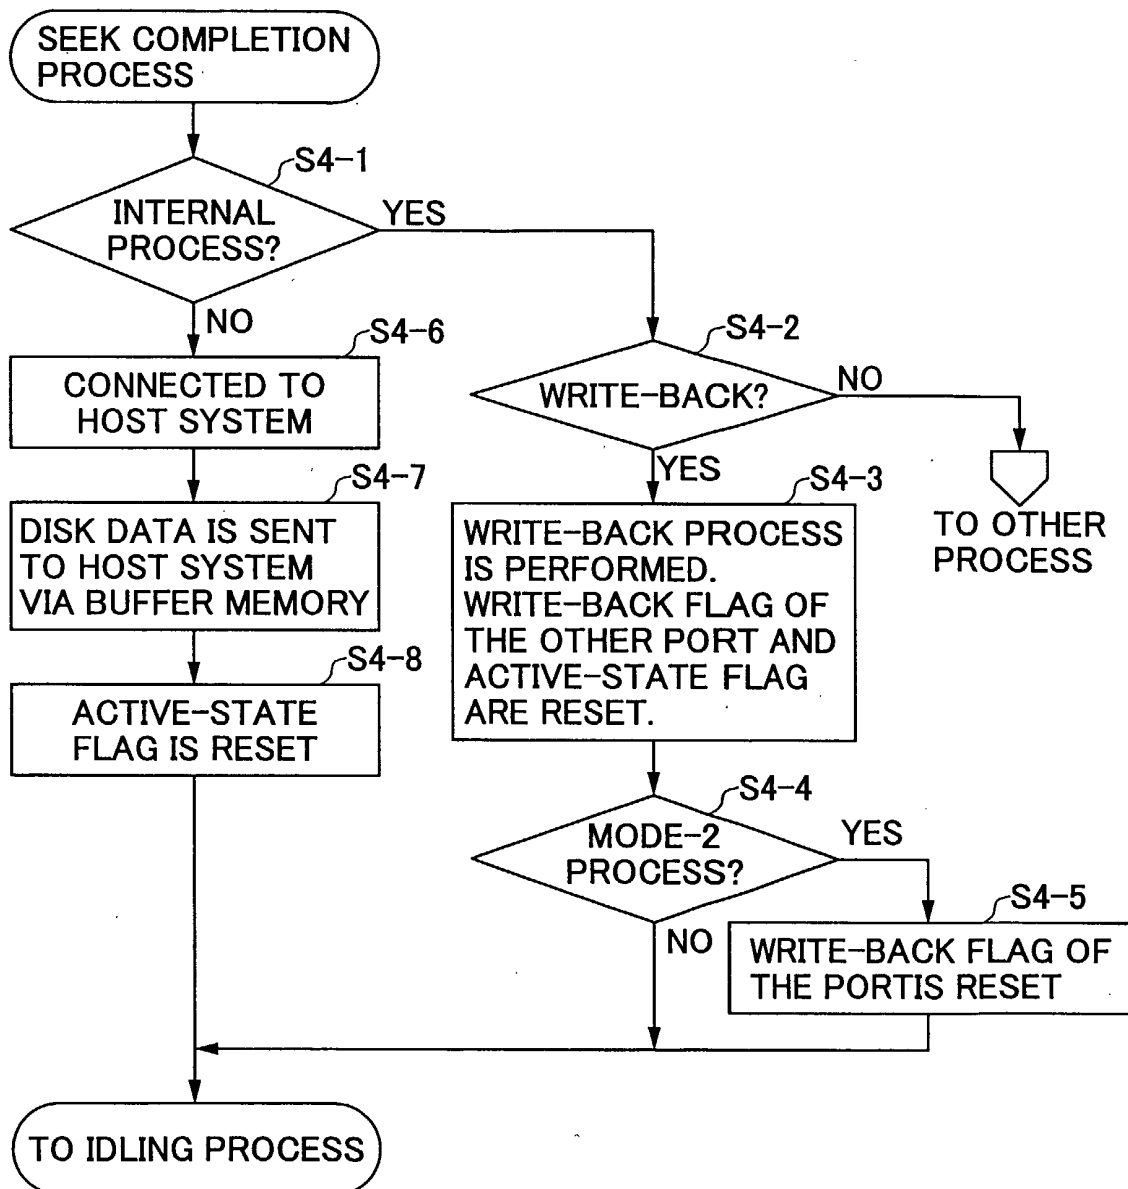 SEEK COMPLETION
PROCESS
S4-1
INTERNAL
PROCESS?
YES
NO
S4-6
CONNECTED TO
HOST SYSTEM
S4-7
DISK DATA IS SENT
TO HOST SYSTEM
VIA BUFFER MEMORY
S4-8
ACTIVE-STATE
FLAG IS RESET
S4-2
WRITE-BACK?
NO
TO OTHER
PROCESS
YES
S4-3
WRITE-BACK PROCESS
IS PERFORMED.
WRITE-BACK FLAG OF
THE OTHER PORT AND
ACTIVE-STATE FLAG
ARE RESET.
S4-4
MODE-2
PROCESS?
YES
NO
S4-5
WRITE-BACK FLAG OF
THE PORTIS RESET
TO IDLING PROCESS